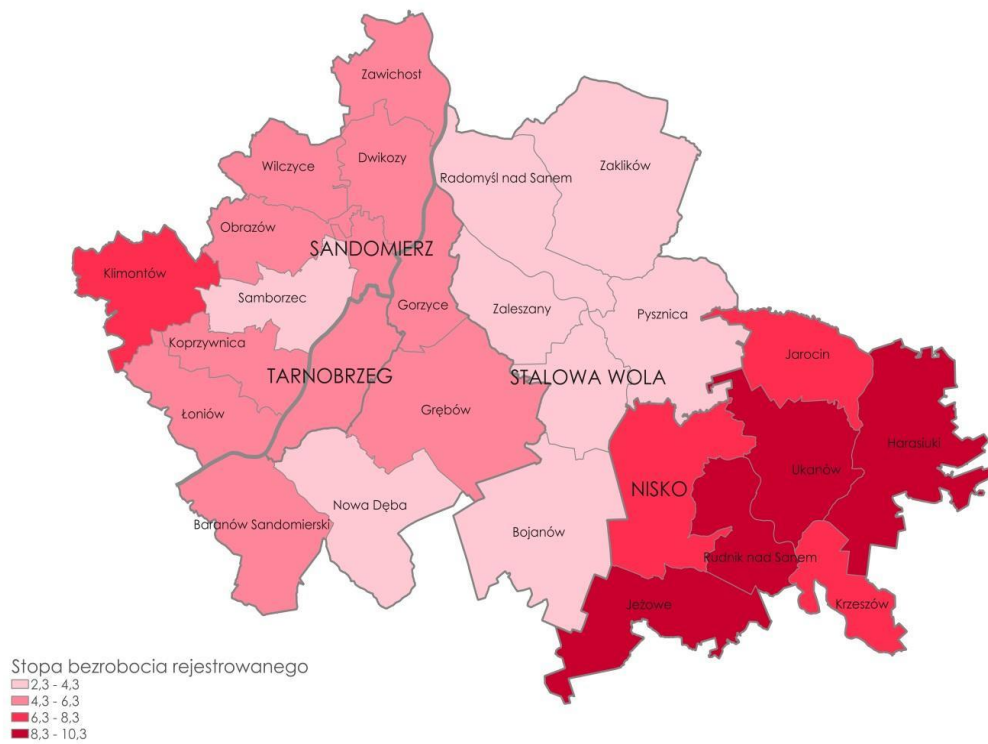 Zawichost
Dwikozy
Wilczyce
Radomyśl nad Sanem
Zaklików
Obrazów
SANDOMIERZ
Klimontów
Samborzec
Gorzyce
Zaleszany
Pysznica
Koprzywnica
Jarocin
TARNOBRZEG
STALOWA WOLA
Łoniów
Grębów
Harasiuki
Ukanów
NISKO
Nowa Dęba
Baranów Sandomierski
Bojanów
Rudnik nad Sanem
Jeżowe
Krzeszów
Stopa bezrobocia rejestrowanego
2,3 - 4,3
4,3 - 6,3
6,3 - 8,3
8,3 - 10,3